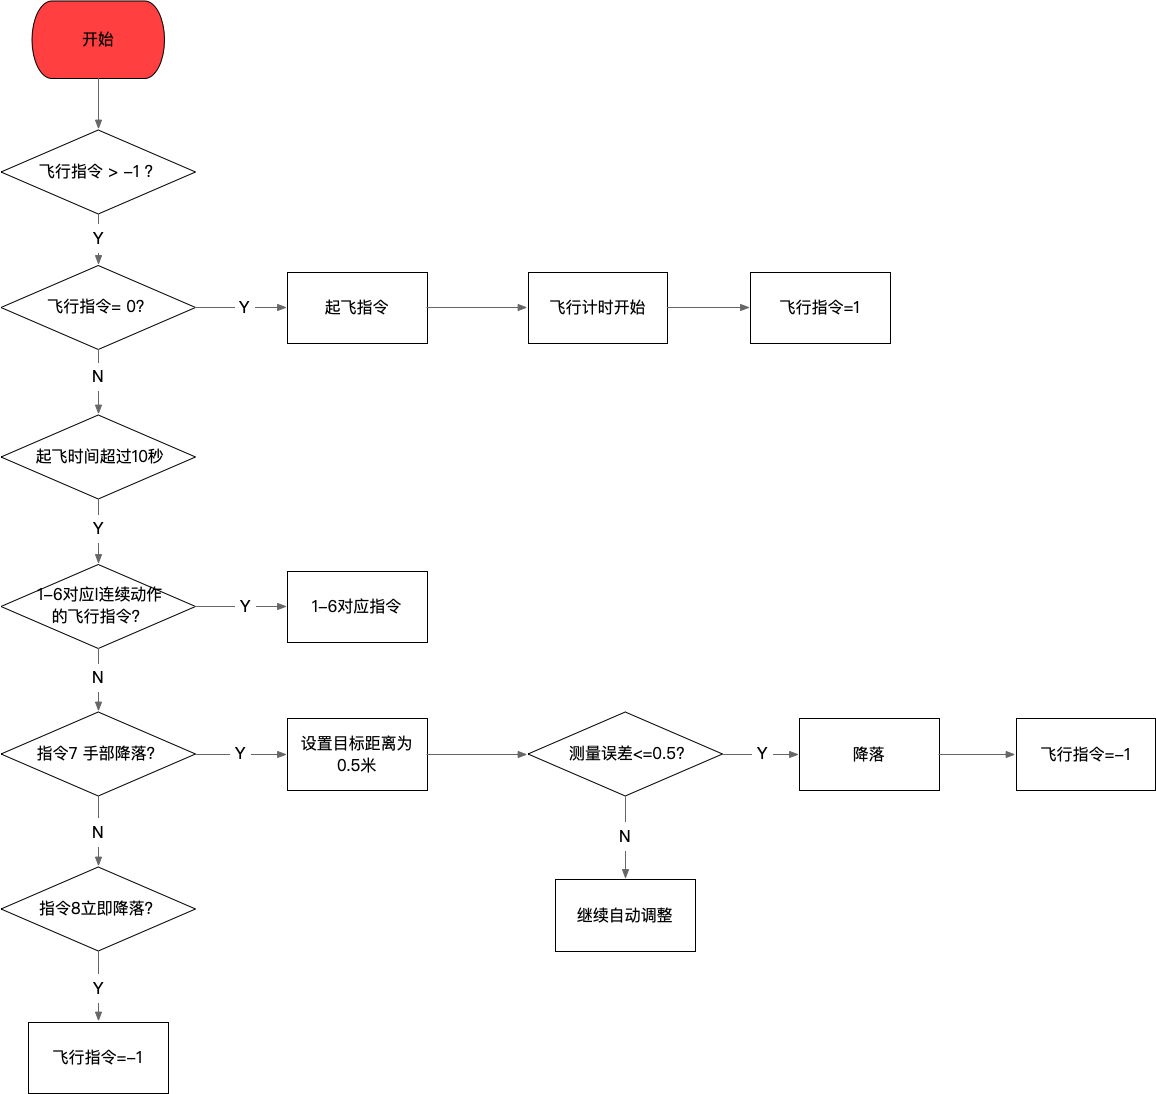 开始
飞行指令 > -1 ?
Y
飞行指令= 0?
Y
起飞指令
飞行计时开始
飞行指令=1
N
起飞时间超过10秒
Y
1-6对应l连续动作
的飞行指令?
Y
1-6对应指令
N
指令7 手部降落?
Y
设置目标距离为
0.5米
测量误差<=0.5?
Y
降落
飞行指令=-1
N
N
指令8立即降落?
继续自动调整
Y
飞行指令=-1